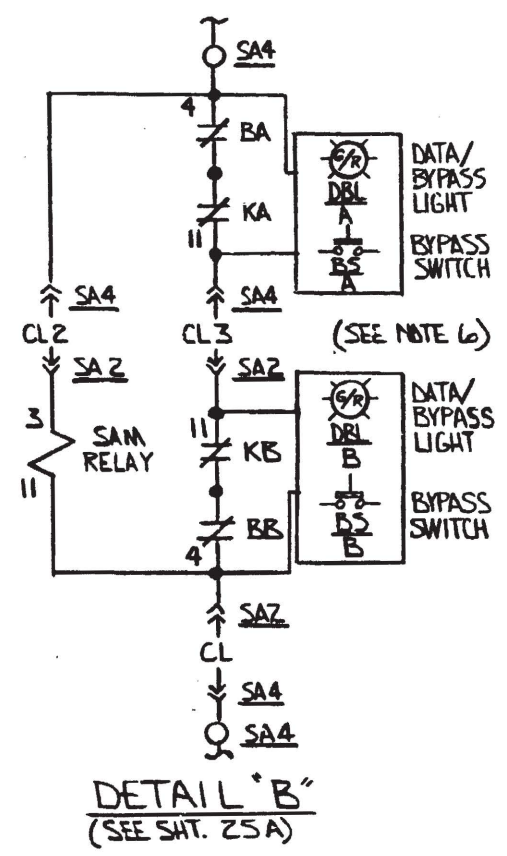 SA4
4
BA
KA
11
G/R
DBL
A
BS
A
DATA/
BYPASS
LIGHT
BYPASS
SWITCH
SA4
SA4
CL2
CL3
(SEE NOTE 6)
SA2
SA2
3
SAM
RELAY
11
11
KB
BB
4
G/R
DBL
B
BS
B
DATA/
BYPASS
LIGHT
BYPASS
SWITCH
SA2
CL
SA4
SA4
DETAIL "B"
(SEE SHT. 25A)